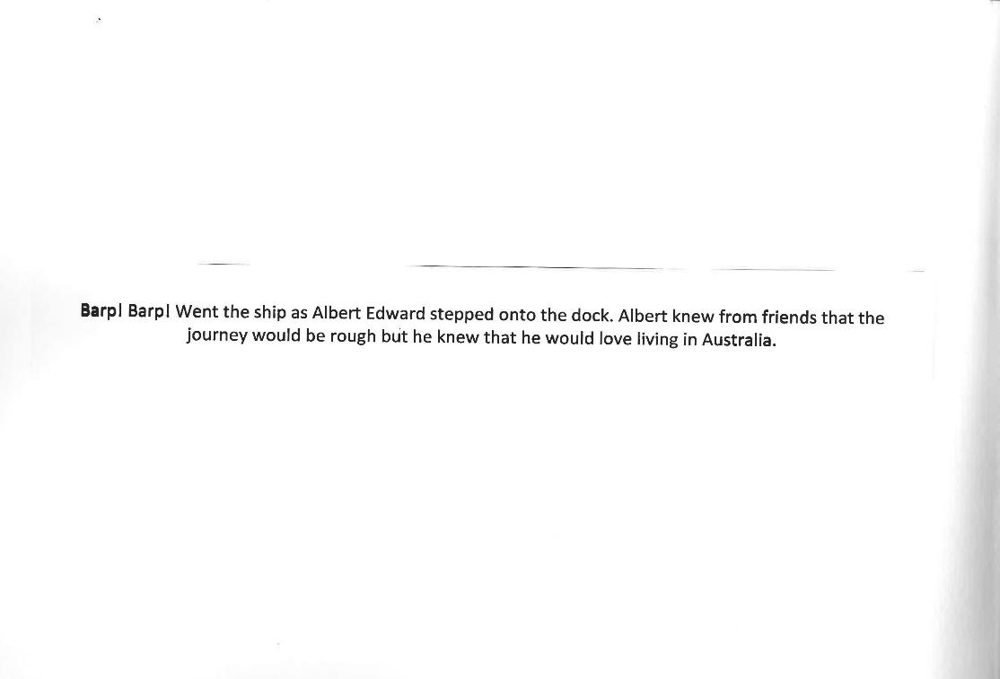 Barp! Barp! Went the ship as Albert Edward stepped onto the dock. Albert knew from friends that the
journey would be rough but he knew that he would love living in Australia.